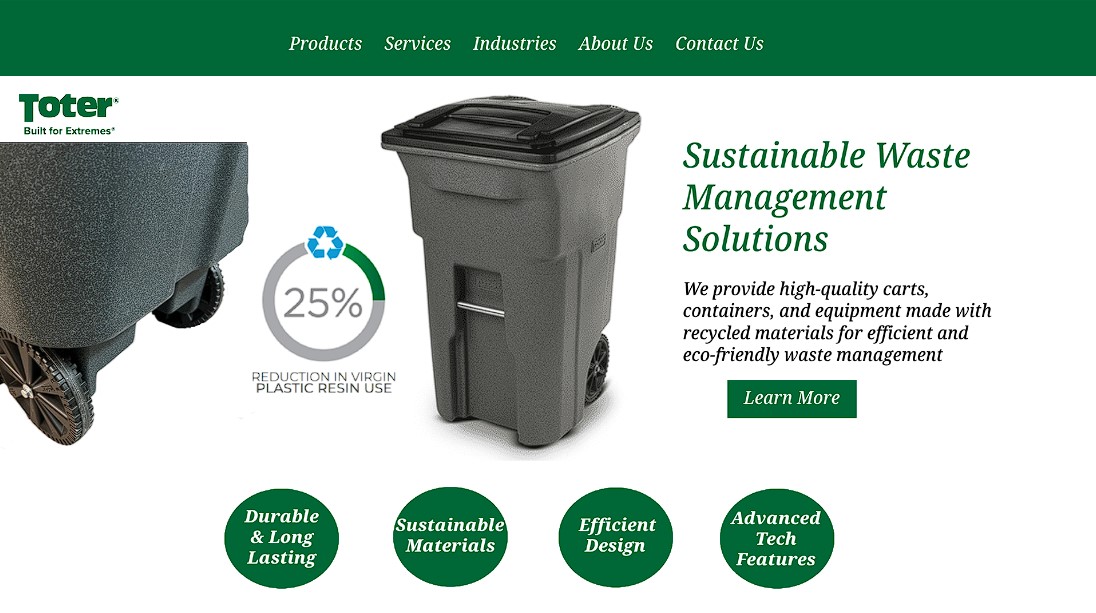 Products Services Industries About Us Contact Us
Toter®
Built for Extremes®
Sustainable Waste
Management
Solutions
25%
REDUCTION IN VIRGIN
PLASTIC RESIN USE
We provide high-quality carts,
containers, and equipment made with
recycled materials for efficient and
eco-friendly waste management
Learn More
Durable
& Long
Lasting
Sustainable
Materials
Efficient
Design
Advanced
Tech
Features